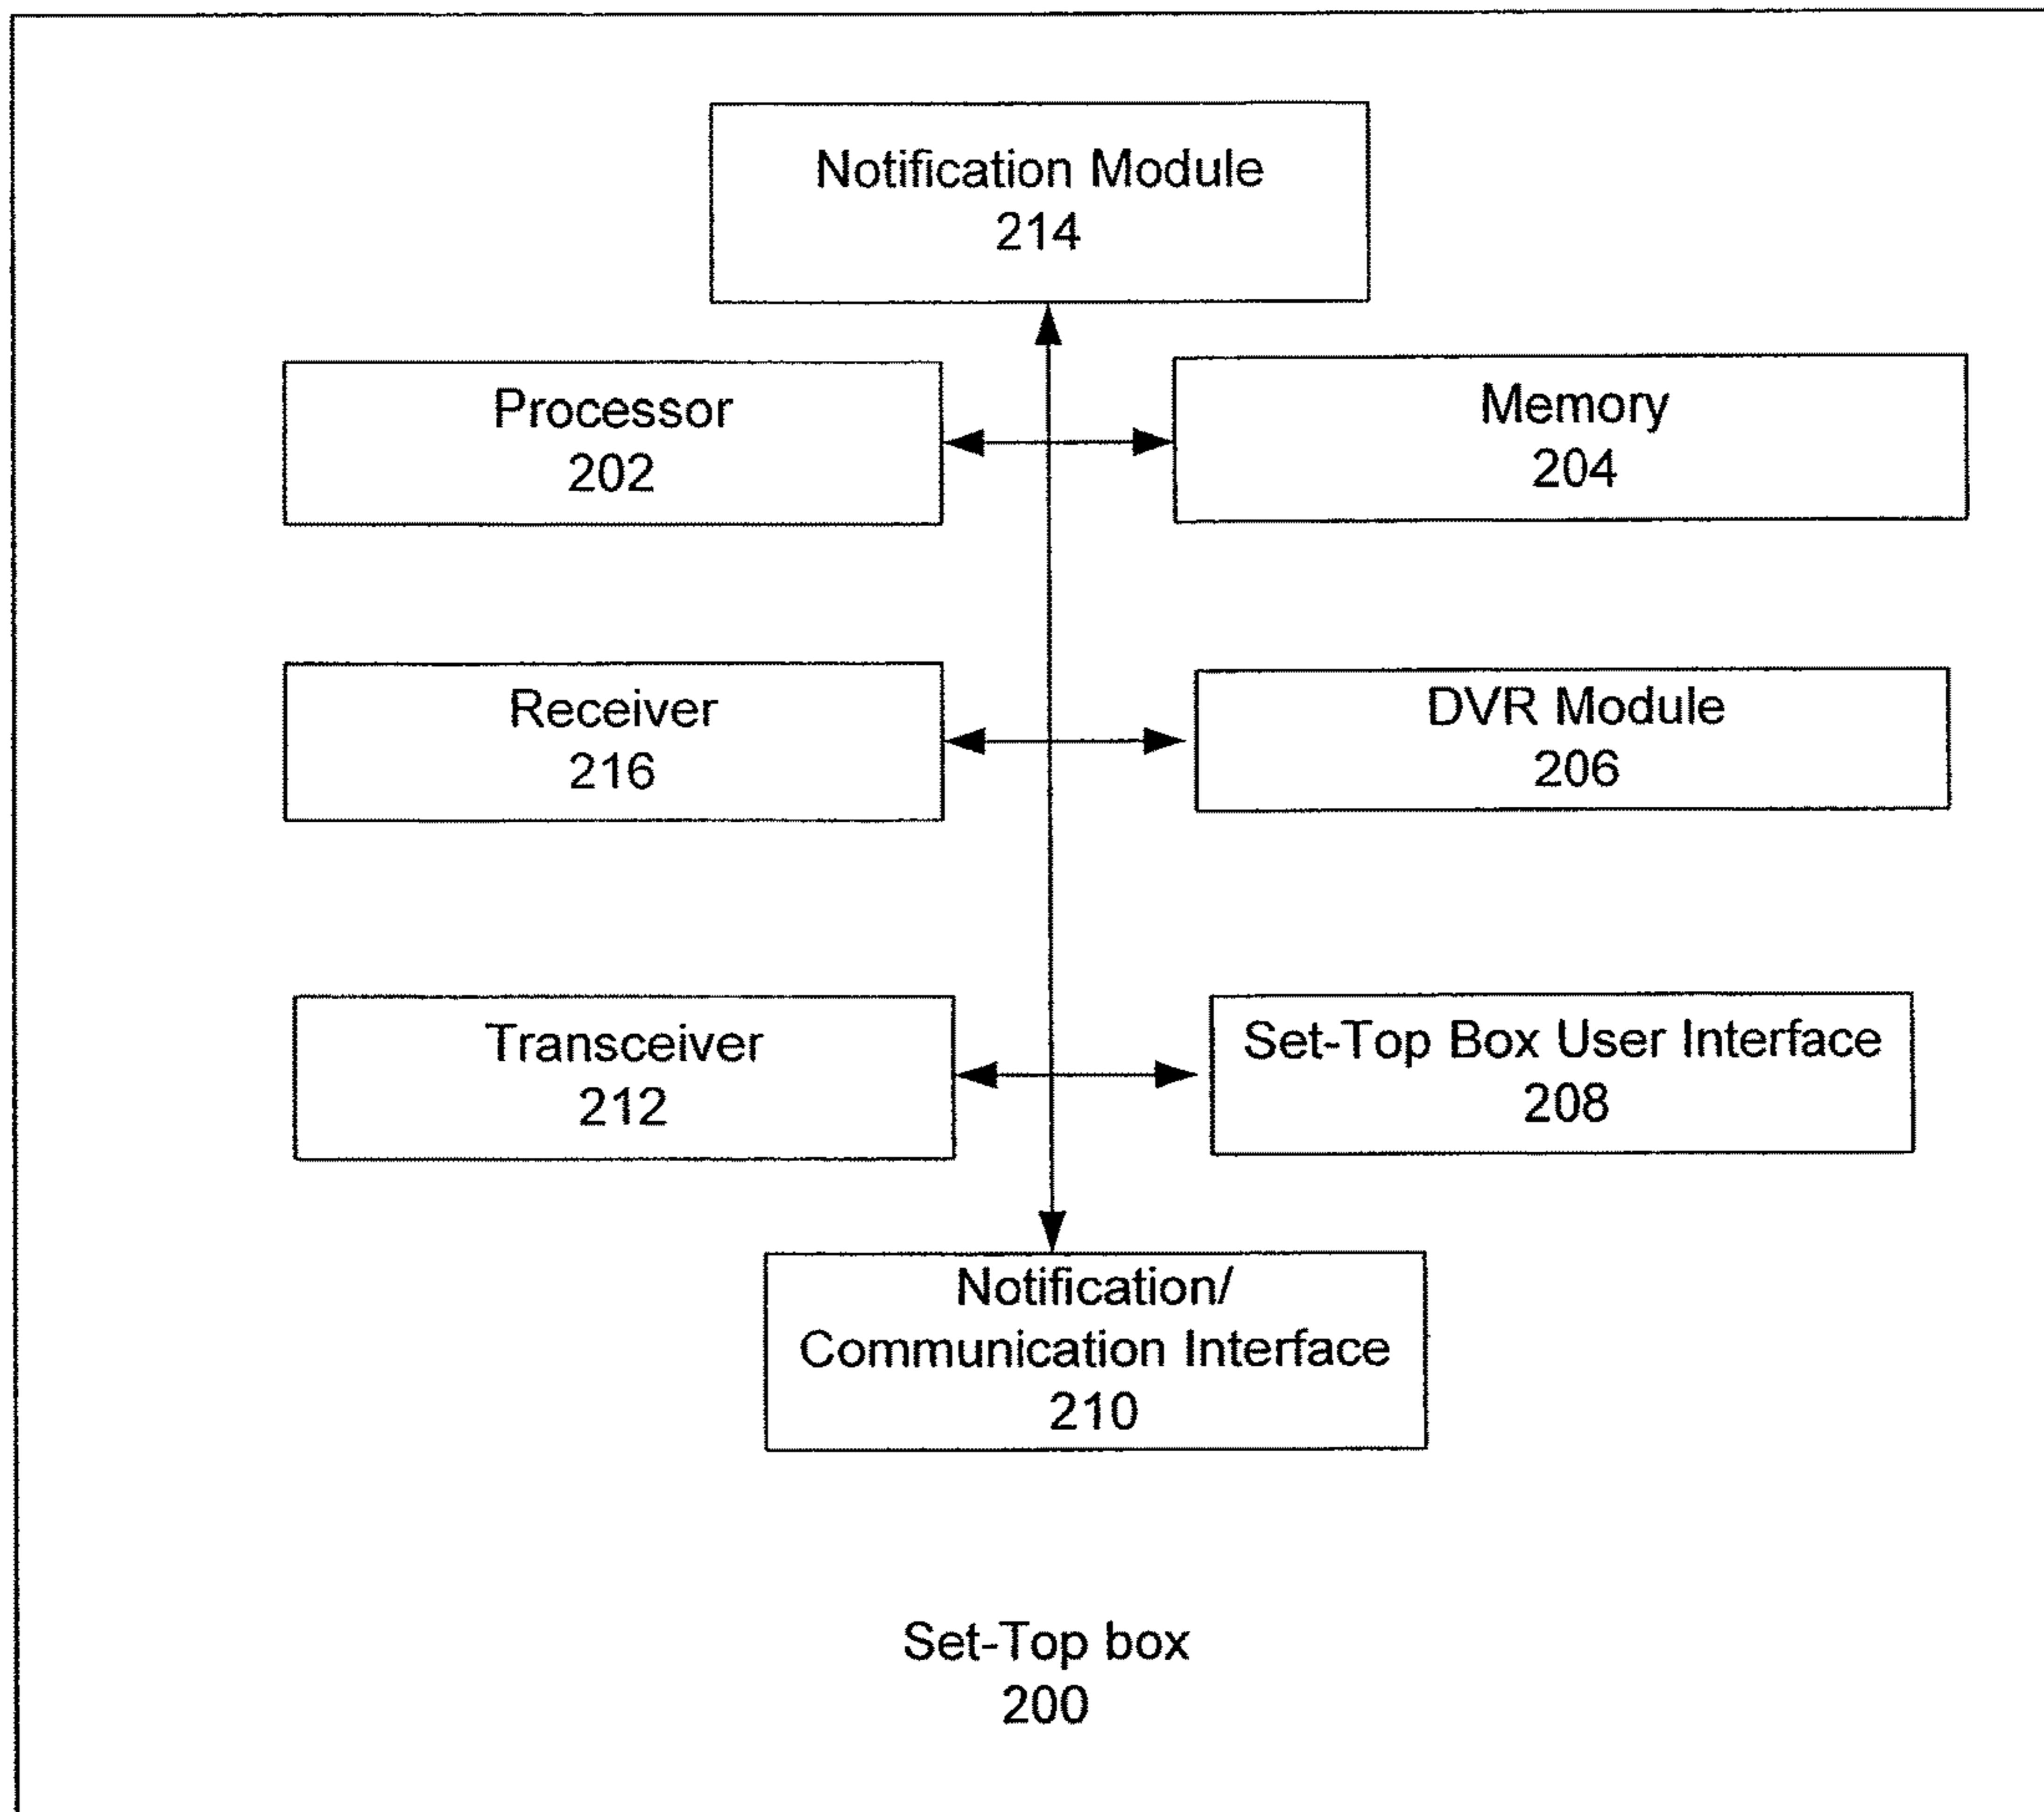 Notification Module
214
Processor
202
Memory
204
Receiver
216
DVR Module
206
Transceiver
212
Set-Top Box User Interface
208
Notification/
Communication Interface
210
Set-Top box
200